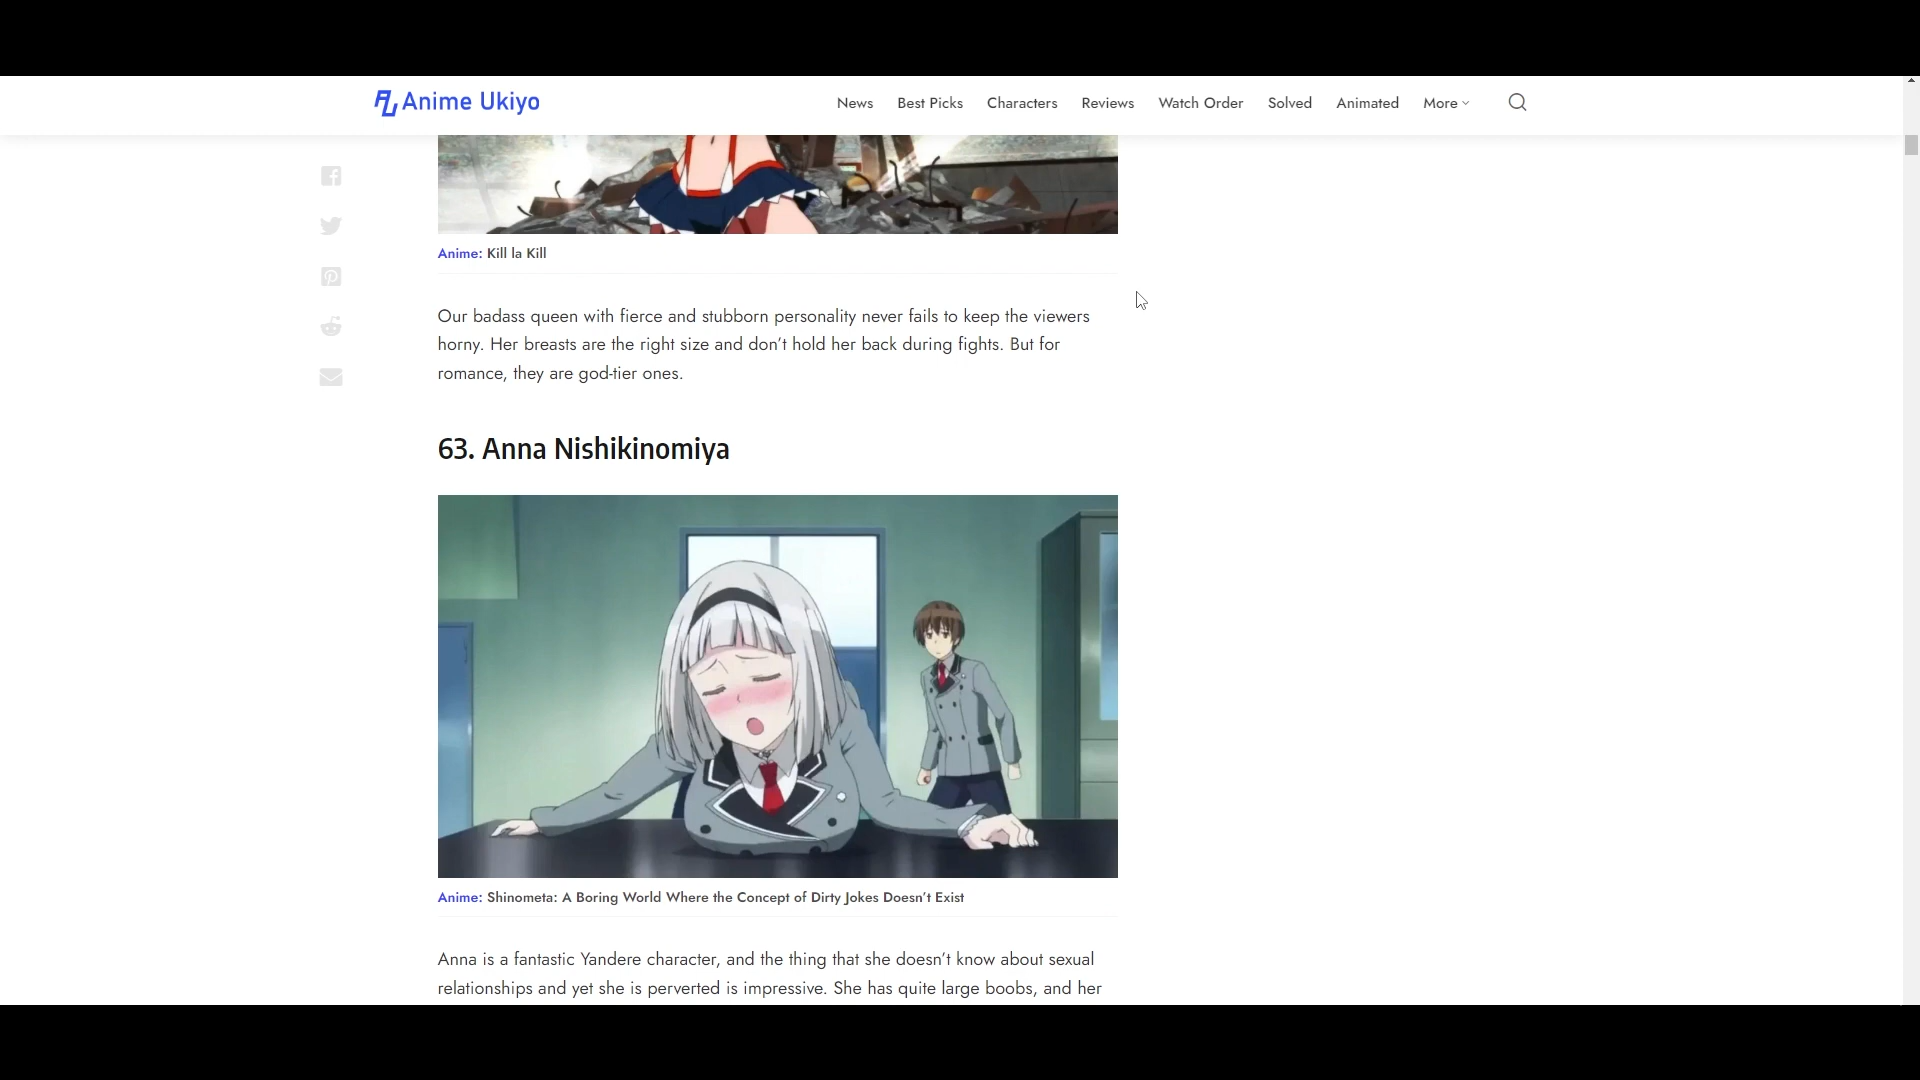 Anime Ukiyo
News Best Picks Characters Reviews Watch Order Solved Animated More
Anime: Kill la Kill
Our badass queen with fierce and stubborn personality never fails to keep the viewers
horny. Her breasts are the right size and don’t hold her back during fights. But for
romance, they are god-tier ones.
63. Anna Nishikinomiya
Anime: Shinometa: A Boring World Where the Concept of Dirty Jokes Doesn’t Exist
Anna is a fantastic Yandere character, and the thing that she doesn’t know about sexual
relationships and yet she is perverted is impressive. She has quite large boobs, and her